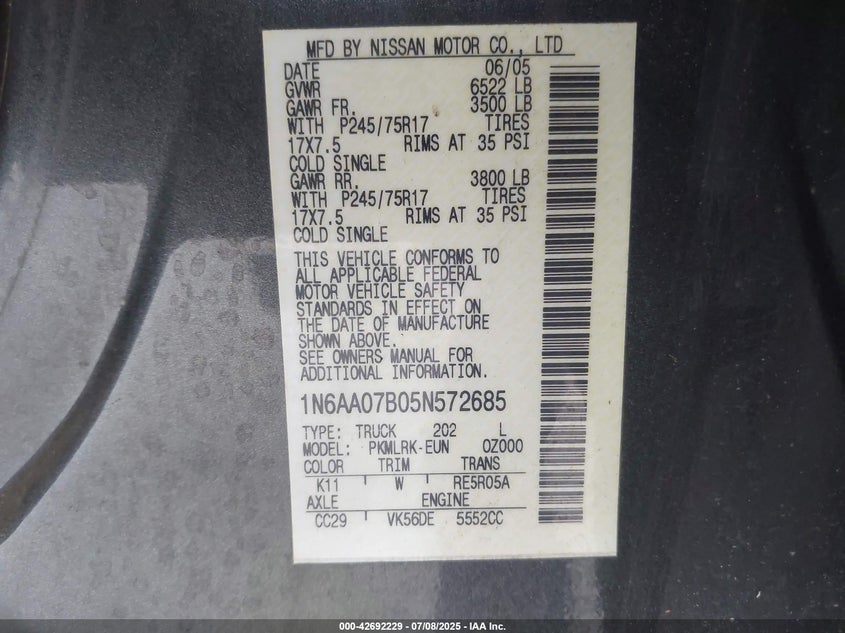 MFD BY NISSAN MOTOR CO., LTD
DATE 06/05
GVWR 6522 LB
GAWR FR. 3500 LB
WITH P245/75R17 TIRES
17X7.5 RIMS AT 35 PSI
COLD SINGLE
GAWR RR. 3800 LB
WITH P245/75R17 TIRES
17X7.5 RIMS AT 35 PSI
COLD SINGLE
THIS VEHICLE CONFORMS TO
ALL APPLICABLE FEDERAL
MOTOR VEHICLE SAFETY
STANDARDS IN EFFECT ON
THE DATE OF MANUFACTURE
SHOWN ABOVE.
SEE OWNERS MANUAL FOR
ADDITIONAL INFORMATION.
1N6AA07B05N572685
TYPE: TRUCK 202 L
MODEL: PKMLRK-EUN 0Z000
COLOR TRIM TRANS
K11 W RE5R05A
AXLE ENGINE
CC29 VK56DE 5552CC
000-42692229 - 07/08/2025 - IAA Inc.